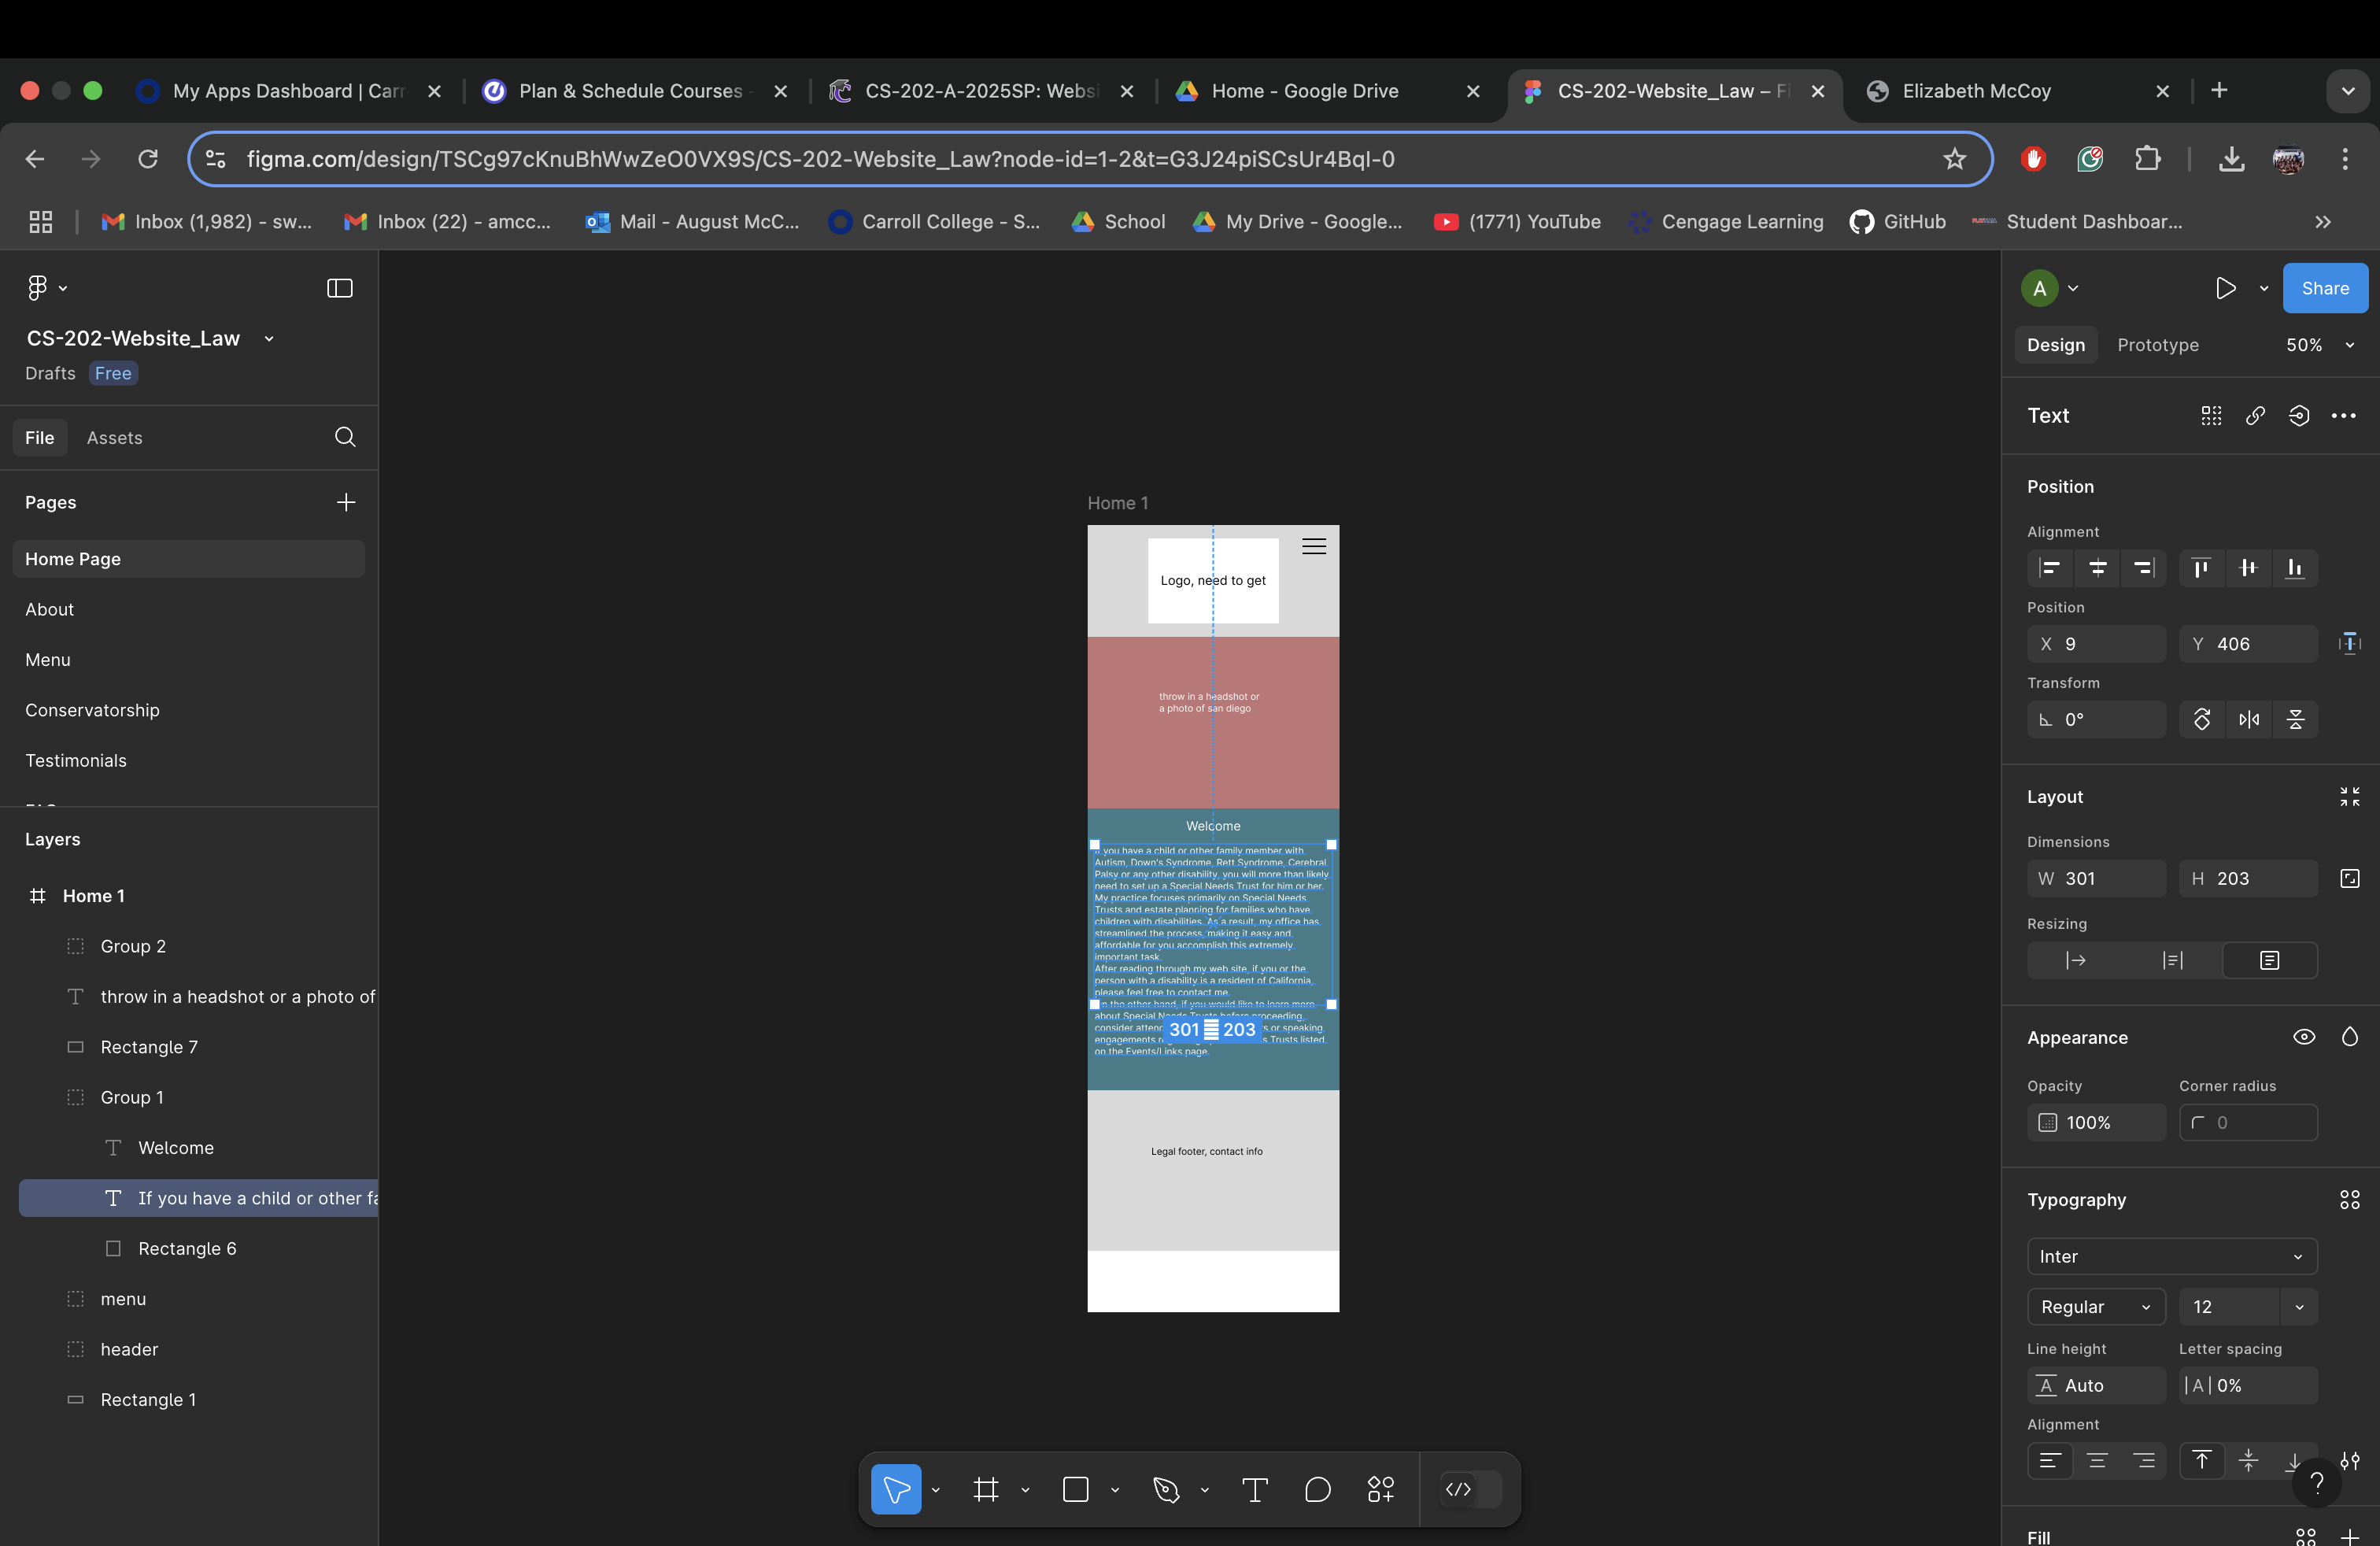 My Apps Dashboard | Carr
Plan & Schedule Courses -
CS-202-A-2025SP: Websi
Home - Google Drive
CS-202-Website_Law – Fi
Elizabeth McCoy
figma.com/design/TSCg97cKnuBhWwZeO0VX9S/CS-202-Website_Law?node-id=1-2&t=G3J24piSCsUr4BqI-0
Inbox (1,982) - sw...
Inbox (22) - amcc...
Mail - August McC...
Carroll College - S...
School
My Drive - Google...
(1771) YouTube
Cengage Learning
GitHub
Student Dashboar...
CS-202-Website_Law
Drafts
Free
File
Assets
Pages
Home Page
About
Menu
Conservatorship
Testimonials
Layers
Home 1
Group 2
throw in a headshot or a photo of
Rectangle 7
Group 1
Welcome
If you have a child or other fa
Rectangle 6
menu
header
Rectangle 1
Home 1
Logo, need to get
throw in a headshot or
a photo of san diego
Welcome
you have a child or other family member with
Autism, Down's Syndrome, Rett Syndrome, Cerebral
Palsy or any other disability, you will more than likely
need to set up a Special Needs Trust for him or her.
My practice focuses primarily on Special Needs
Trusts and estate planning for families who have
children with disabilities. As a result, my office has
streamlined the process, making it easy and
affordable for you accomplish this extremely
important task.
After reading through my web site, if you or the
person with a disability is a resident of California,
please feel free to contact me.
the other hand, if you would like to learn more
about Special Needs Trusts before proceeding,
consider or speaking
engagements Trusts listed
on the Events/Links page.
301 203
Legal footer, contact info
A
Share
Design
Prototype
50%
Text
Position
Alignment
Position
X 9
Y 406
Transform
0°
Layout
Dimensions
W 301
H 203
Resizing
Appearance
Opacity
Corner radius
100%
0
Typography
Inter
Regular
12
Line height
Letter spacing
Auto
|A| 0%
Alignment
?
Fill